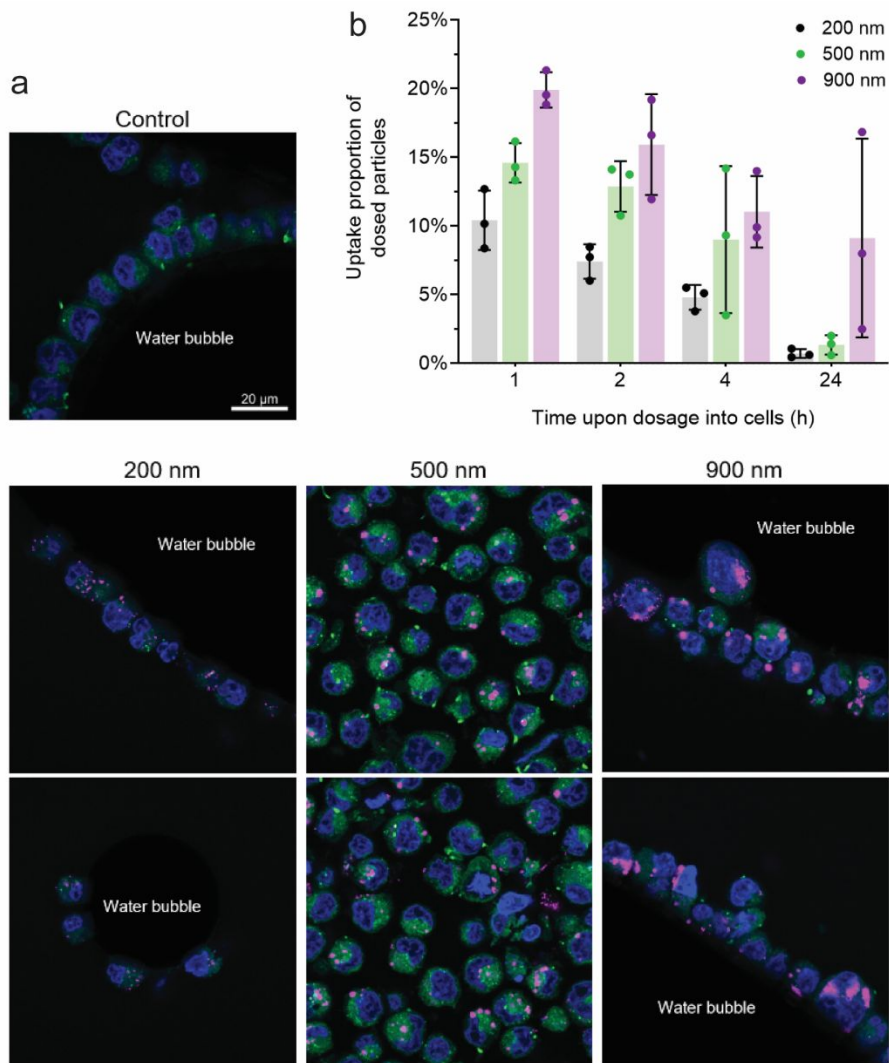 a
Control
Water bubble
20 µm
b
25%
20%
15%
10%
5%
0%
Uptake proportion of
dosed particles
200 nm
500 nm
900 nm
1
2
4
24
Time upon dosage into cells (h)
200 nm
500 nm
900 nm
Water bubble
Water bubble
Water bubble
Water bubble